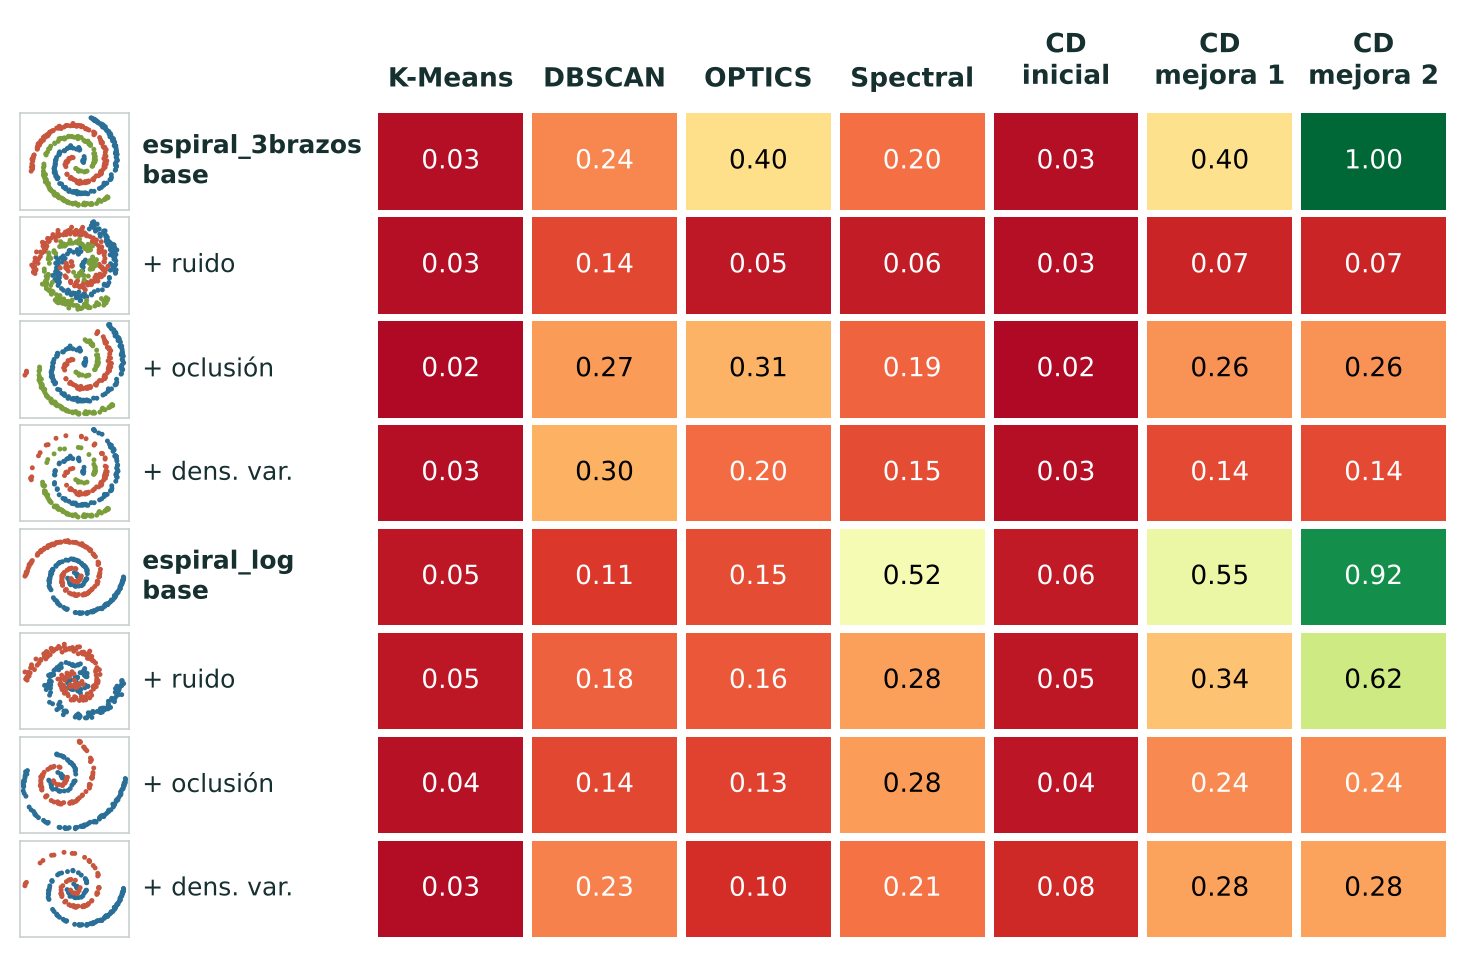 K-Means DBSCAN OPTICS Spectral CD inicial CD mejora 1 CD mejora 2
espiral_3brazos base 0.03 0.24 0.40 0.20 0.03 0.40 1.00
+ ruido 0.03 0.14 0.05 0.06 0.03 0.07 0.07
+ oclusión 0.02 0.27 0.31 0.19 0.02 0.26 0.26
+ dens. var. 0.03 0.30 0.20 0.15 0.03 0.14 0.14
espiral_log base 0.05 0.11 0.15 0.52 0.06 0.55 0.92
+ ruido 0.05 0.18 0.16 0.28 0.05 0.34 0.62
+ oclusión 0.04 0.14 0.13 0.28 0.04 0.24 0.24
+ dens. var. 0.03 0.23 0.10 0.21 0.08 0.28 0.28